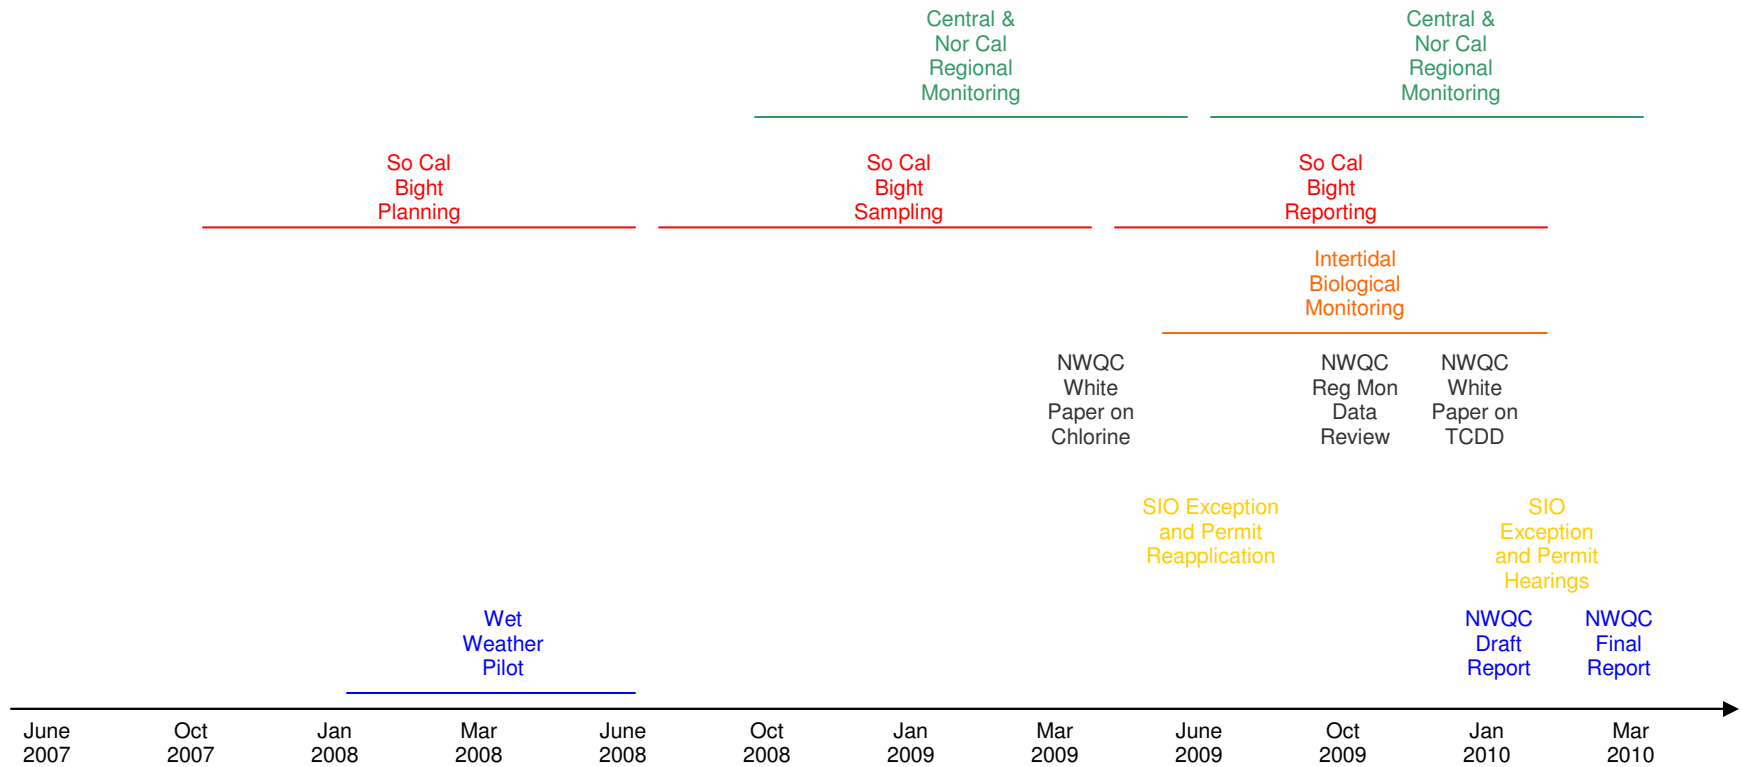 Central &
Nor Cal
Regional
Monitoring
Central &
Nor Cal
Regional
Monitoring
So Cal
Bight
Planning
So Cal
Bight
Sampling
So Cal
Bight
Reporting
Intertidal
Biological
Monitoring
NWQC
White
Paper on
Chlorine
NWQC
Reg Mon
Data
Review
NWQC
White
Paper on
TCDD
SIO Exception
and Permit
Reapplication
SIO
Exception
and Permit
Hearings
Wet
Weather
Pilot
NWQC
Draft
Report
NWQC
Final
Report
June
2007
Oct
2007
Jan
2008
Mar
2008
June
2008
Oct
2008
Jan
2009
Mar
2009
June
2009
Oct
2009
Jan
2010
Mar
2010